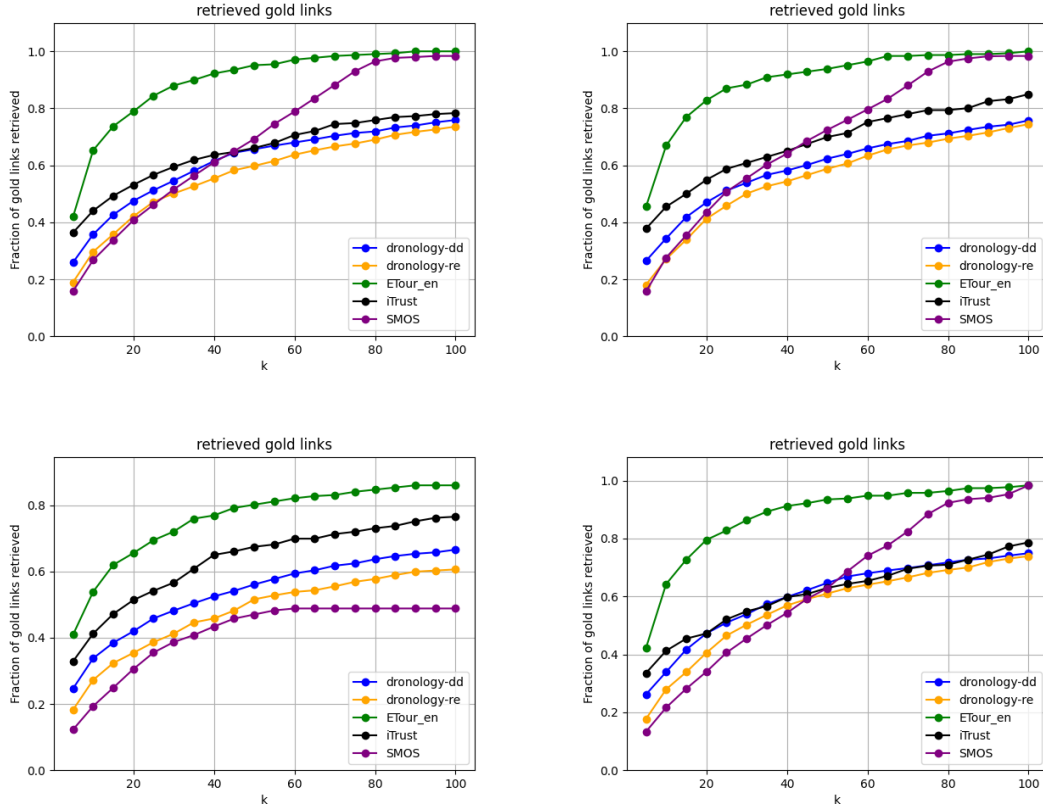 retrieved gold links
Fraction of gold links retrieved
1.0
0.8
0.6
0.4
0.2
0.0
dronology-dd
dronology-re
ETour_en
iTrust
SMOS
20 40 60 80 100
k
retrieved gold links
Fraction of gold links retrieved
1.0
0.8
0.6
0.4
0.2
0.0
dronology-dd
dronology-re
ETour_en
iTrust
SMOS
20 40 60 80 100
k
retrieved gold links
Fraction of gold links retrieved
0.8
0.6
0.4
0.2
0.0
dronology-dd
dronology-re
ETour_en
iTrust
SMOS
20 40 60 80 100
k
retrieved gold links
Fraction of gold links retrieved
1.0
0.8
0.6
0.4
0.2
0.0
dronology-dd
dronology-re
ETour_en
iTrust
SMOS
20 40 60 80 100
k